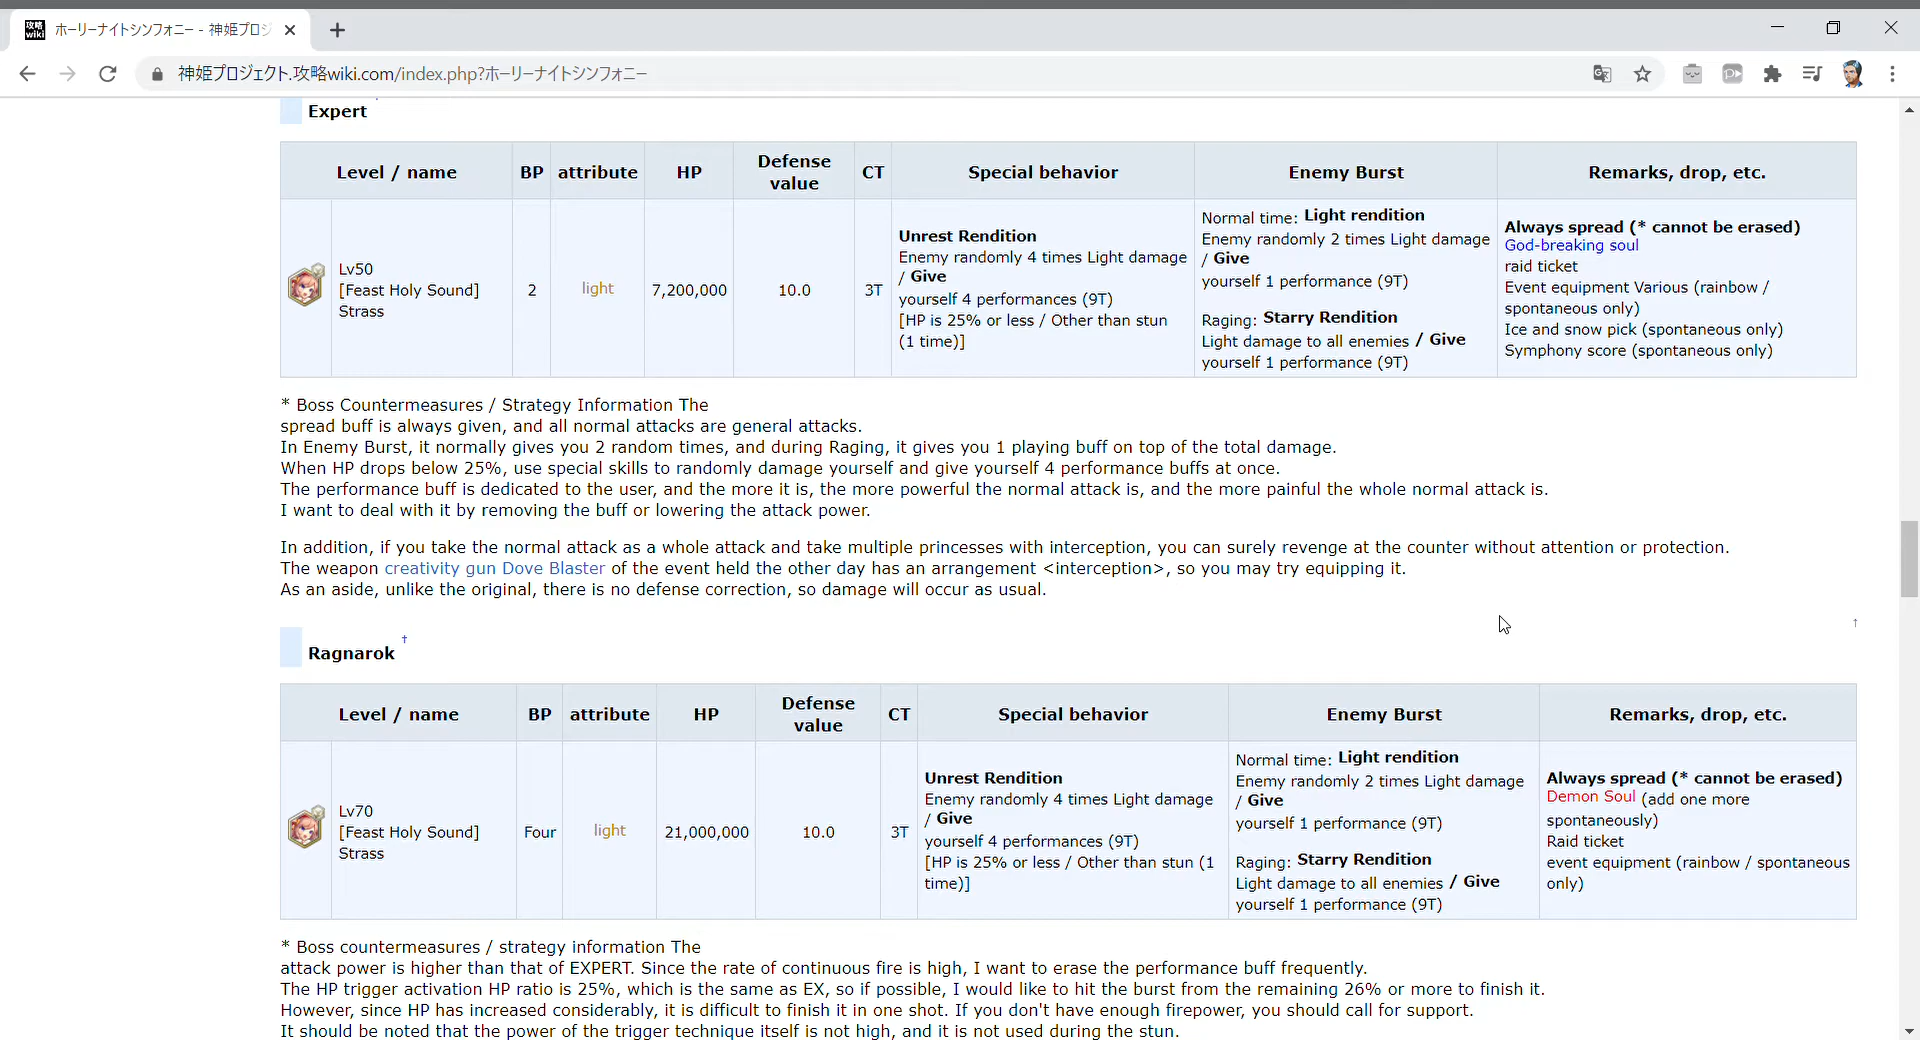 攻略
wiki
ホーリーナイトシンフォニー - 神姫プロジ
神姫プロジェクト.攻略wiki.com/index.php?ホーリーナイトシンフォニー
Expert
Level / name BP attribute HP Defense value CT Special behavior Enemy Burst Remarks, drop, etc.
Lv50
[Feast Holy Sound]
Strass
2
light
7,200,000
10.0
3T
Unrest Rendition
Enemy randomly 4 times Light damage
/ Give
yourself 4 performances (9T)
[HP is 25% or less / Other than stun
(1 time)]
Normal time: Light rendition
Enemy randomly 2 times Light damage
/ Give
yourself 1 performance (9T)
Raging: Starry Rendition
Light damage to all enemies / Give
yourself 1 performance (9T)
Always spread (* cannot be erased)
God-breaking soul
raid ticket
Event equipment Various (rainbow /
spontaneous only)
Ice and snow pick (spontaneous only)
Symphony score (spontaneous only)
* Boss Countermeasures / Strategy Information The
spread buff is always given, and all normal attacks are general attacks.
In Enemy Burst, it normally gives you 2 random times, and during Raging, it gives you 1 playing buff on top of the total damage.
When HP drops below 25%, use special skills to randomly damage yourself and give yourself 4 performance buffs at once.
The performance buff is dedicated to the user, and the more it is, the more powerful the normal attack is, and the more painful the whole normal attack is.
I want to deal with it by removing the buff or lowering the attack power.
In addition, if you take the normal attack as a whole attack and take multiple princesses with interception, you can surely revenge at the counter without attention or protection.
The weapon creativity gun Dove Blaster of the event held the other day has an arrangement <interception>, so you may try equipping it.
As an aside, unlike the original, there is no defense correction, so damage will occur as usual.
↑
Ragnarok †
Level / name BP attribute HP Defense value CT Special behavior Enemy Burst Remarks, drop, etc.
Lv70
[Feast Holy Sound]
Strass
Four
light
21,000,000
10.0
3T
Unrest Rendition
Enemy randomly 4 times Light damage
/ Give
yourself 4 performances (9T)
[HP is 25% or less / Other than stun (1
time)]
Normal time: Light rendition
Enemy randomly 2 times Light damage
/ Give
yourself 1 performance (9T)
Raging: Starry Rendition
Light damage to all enemies / Give
yourself 1 performance (9T)
Always spread (* cannot be erased)
Demon Soul (add one more
spontaneously)
Raid ticket
event equipment (rainbow / spontaneous
only)
* Boss countermeasures / strategy information The
attack power is higher than that of EXPERT. Since the rate of continuous fire is high, I want to erase the performance buff frequently.
The HP trigger activation HP ratio is 25%, which is the same as EX, so if possible, I would like to hit the burst from the remaining 26% or more to finish it.
However, since HP has increased considerably, it is difficult to finish it in one shot. If you don't have enough firepower, you should call for support.
It should be noted that the power of the trigger technique itself is not high, and it is not used during the stun.